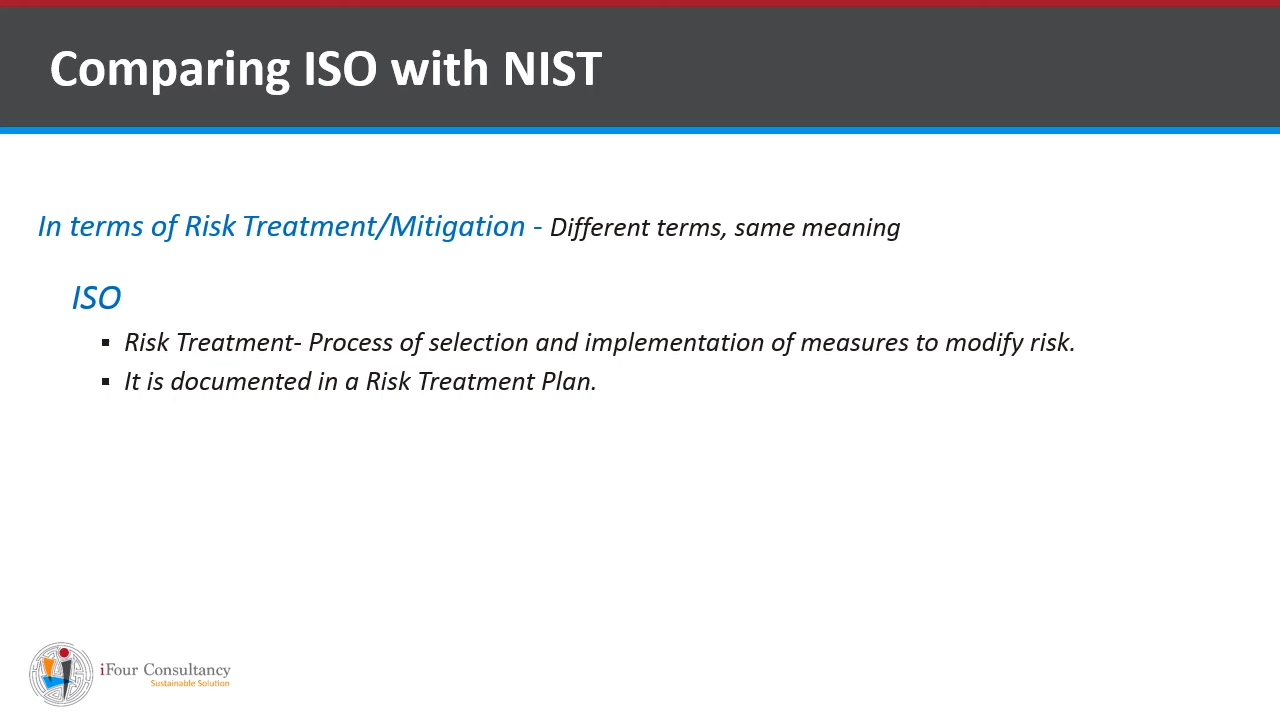 Comparing ISO with NIST
In terms of Risk Treatment/Mitigation - Different terms, same meaning
ISO
▪ Risk Treatment- Process of selection and implementation of measures to modify risk.
▪ It is documented in a Risk Treatment Plan.
iFour Consultancy
Sustainable Solution